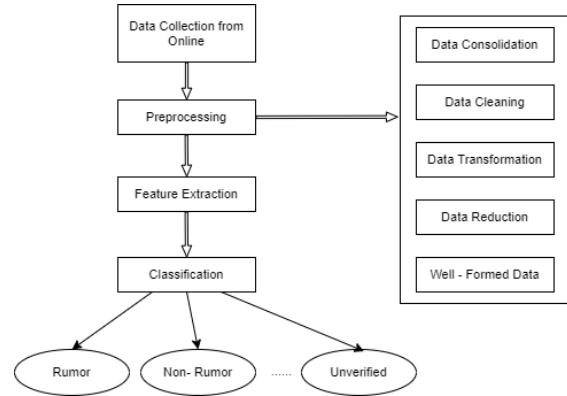 Data Collection from
Online
Preprocessing
Feature Extraction
Classification
Rumor
Non- Rumor
......
Unverified
Data Consolidation
Data Cleaning
Data Transformation
Data Reduction
Well - Formed Data